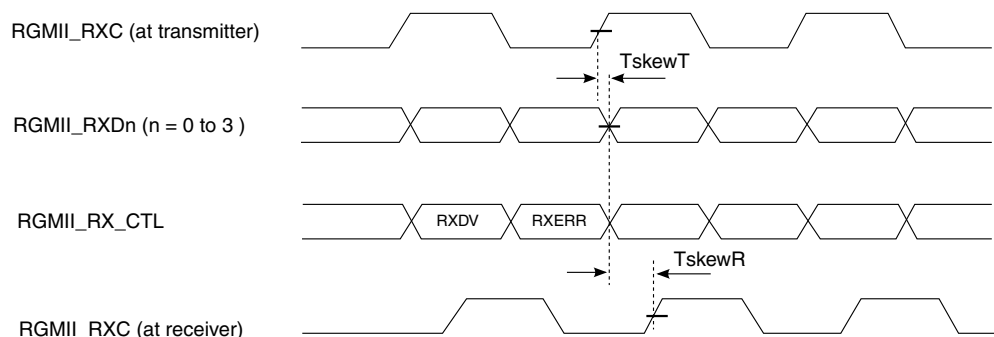 RGMII_RXC (at transmitter)
TskewT
RGMII_RXDn (n = 0 to 3 )
RGMII_RX_CTL
RXDV
RXERR
TskewR
RGMII_RXC (at receiver)